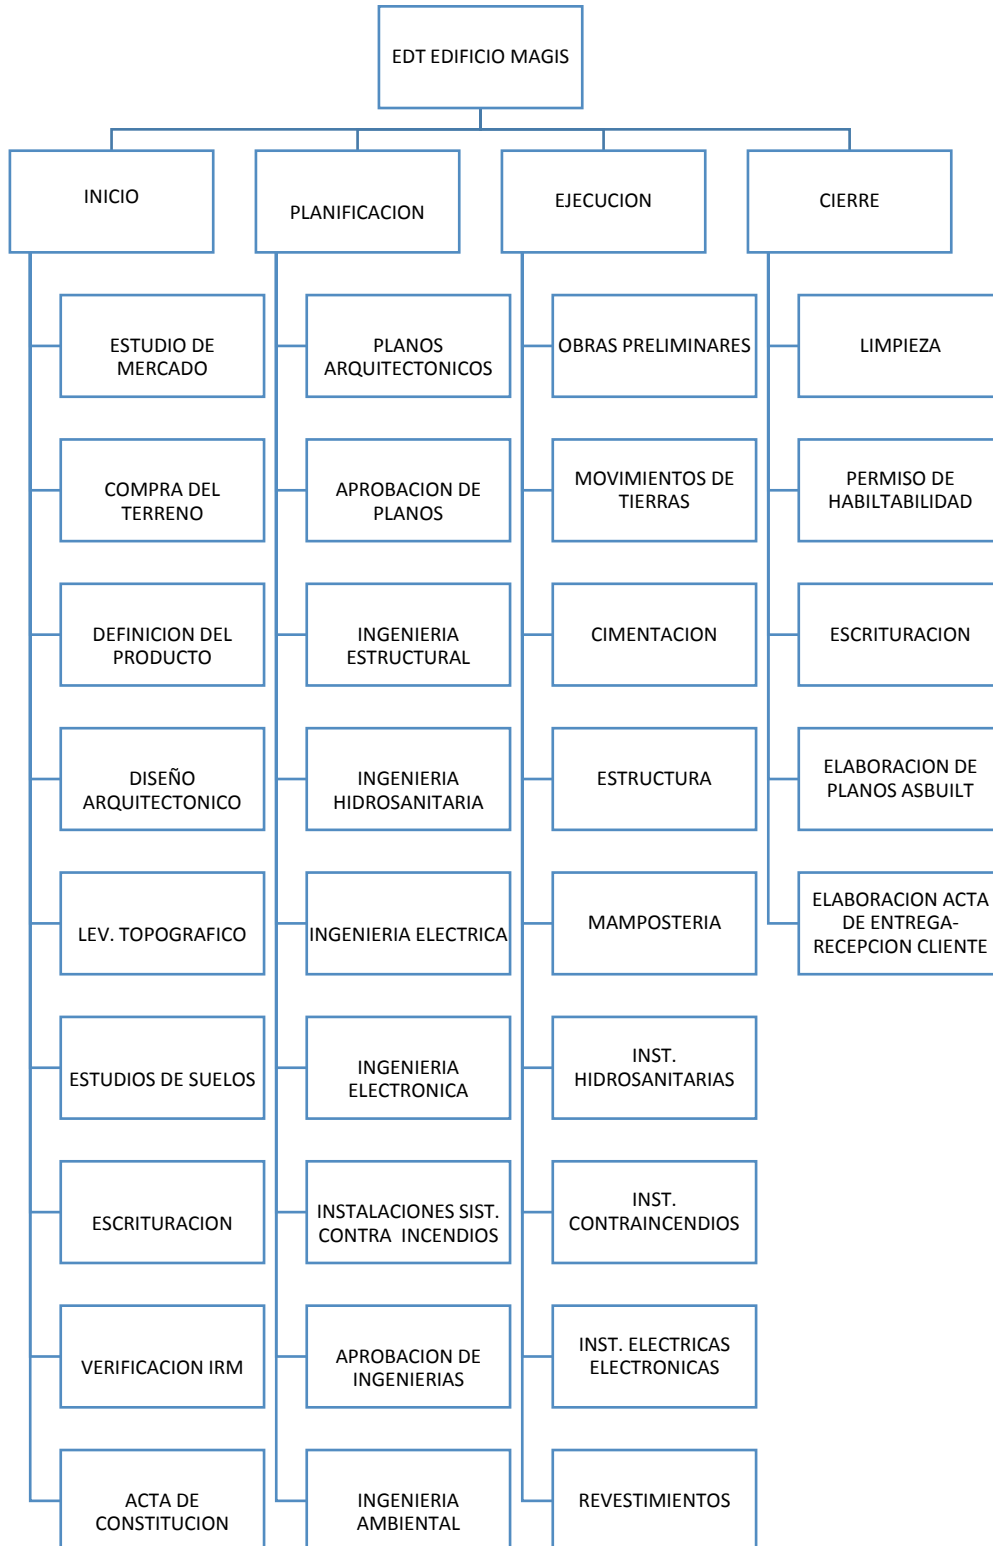 EDT EDIFICIO MAGIS
INICIO
PLANIFICACION
EJECUCION
CIERRE
ESTUDIO DE
MERCADO
COMPRA DEL
TERRENO
DEFINICION DEL
PRODUCTO
DISEÑO
ARQUITECTONICO
LEV. TOPOGRAFICO
ESTUDIOS DE SUELOS
ESCRITURACION
VERIFICACION IRM
ACTA DE
CONSTITUCION
PLANOS
ARQUITECTONICOS
APROBACION DE
PLANOS
INGENIERIA
ESTRUCTURAL
INGENIERIA
HIDROSANITARIA
INGENIERIA ELECTRICA
INGENIERIA
ELECTRONICA
INSTALACIONES SIST.
CONTRA  INCENDIOS
APROBACION DE
INGENIERIAS
INGENIERIA
AMBIENTAL
OBRAS PRELIMINARES
MOVIMIENTOS DE
TIERRAS
CIMENTACION
ESTRUCTURA
MAMPOSTERIA
INST.
HIDROSANITARIAS
INST.
CONTRAINCENDIOS
INST. ELECTRICAS
ELECTRONICAS
REVESTIMIENTOS
LIMPIEZA
PERMISO DE
HABILTABILIDAD
ESCRITURACION
ELABORACION DE
PLANOS ASBUILT
ELABORACION ACTA
DE ENTREGA-
RECEPCION CLIENTE